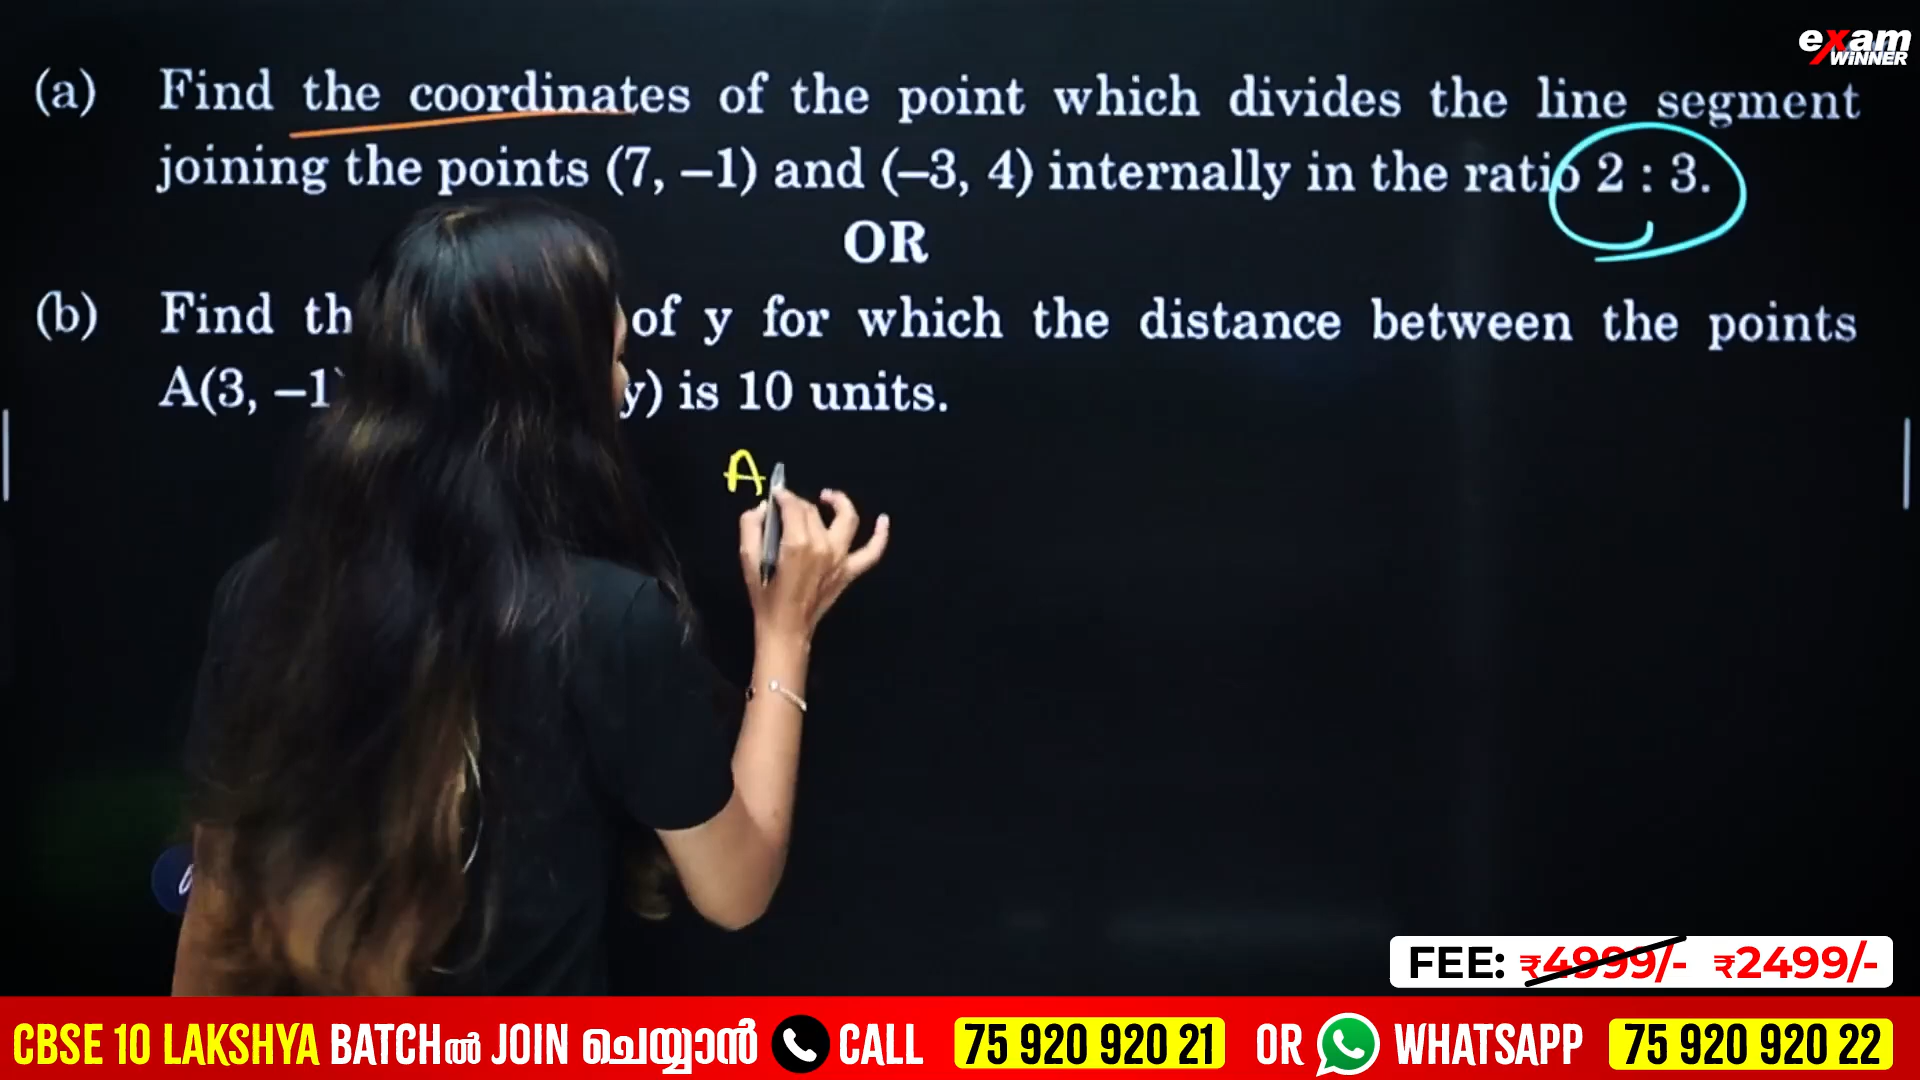 exam
WINNER
(a) Find the coordinates of the point which divides the line segment
joining the points (7, –1) and (–3, 4) internally in the ratio 2 : 3.
OR
(b) Find th of y for which the distance between the points
A(3, –1 y) is 10 units.
A
FEE: ₹4999/- ₹2499/-
CBSE 10 LAKSHYA BATCHൽ JOIN ചെയ്യാൻ CALL 75 920 920 21 OR WHATSAPP 75 920 920 22